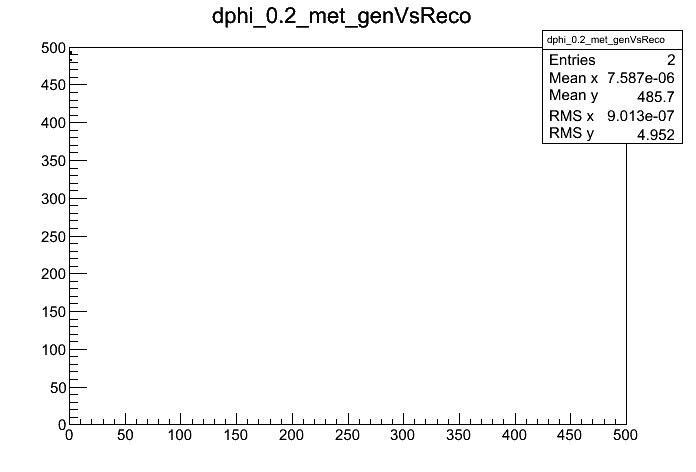 dphi_0.2_met_genVsReco
dphi_0.2_met_genVsReco
Entries 2
Mean x 7.587e-06
Mean y 485.7
RMS x 9.013e-07
RMS y 4.952
500
450
400
350
300
250
200
150
100
50
0
0 50 100 150 200 250 300 350 400 450 500